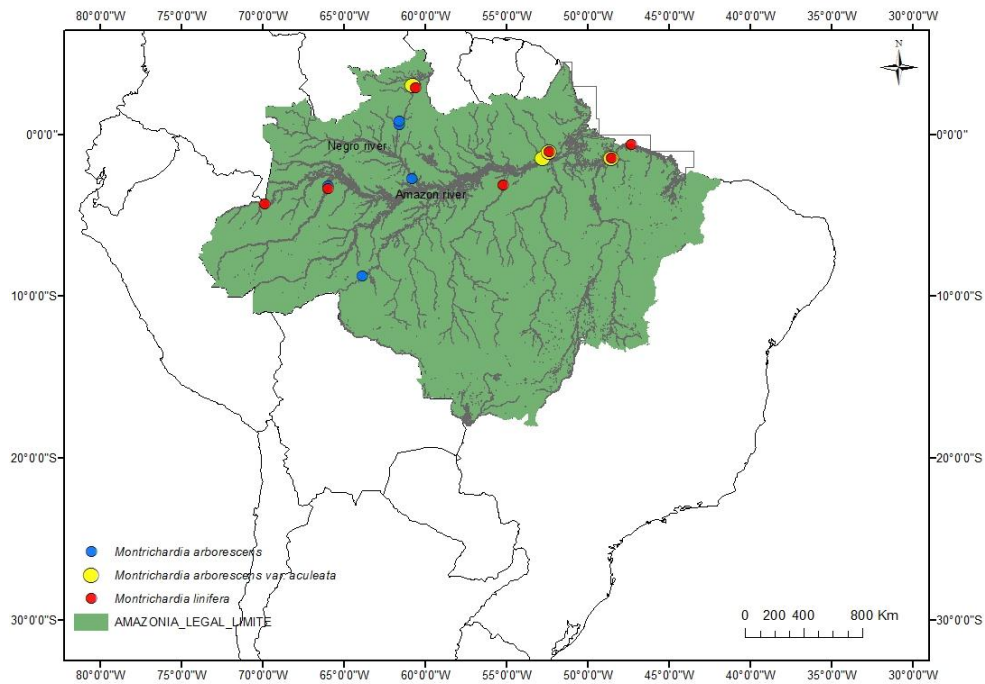 80°0'0"W 75°0'0"W 70°0'0"W 65°0'0"W 60°0'0"W 55°0'0"W 50°0'0"W 45°0'0"W 40°0'0"W 35°0'0"W 30°0'0"W
N
0°0'0" 0°0'0"
Negro river
Amazon river
10°0'0"S 10°0'0"S
20°0'0"S 20°0'0"S
Montrichardia arborescens
Montrichardia arborescens var. aculeata
Montrichardia linifera
AMAZONIA_LEGAL_LIMITE
0 200 400 800 Km
30°0'0"S 30°0'0"S
80°0'0"W 75°0'0"W 70°0'0"W 65°0'0"W 60°0'0"W 55°0'0"W 50°0'0"W 45°0'0"W 40°0'0"W 35°0'0"W 30°0'0"W